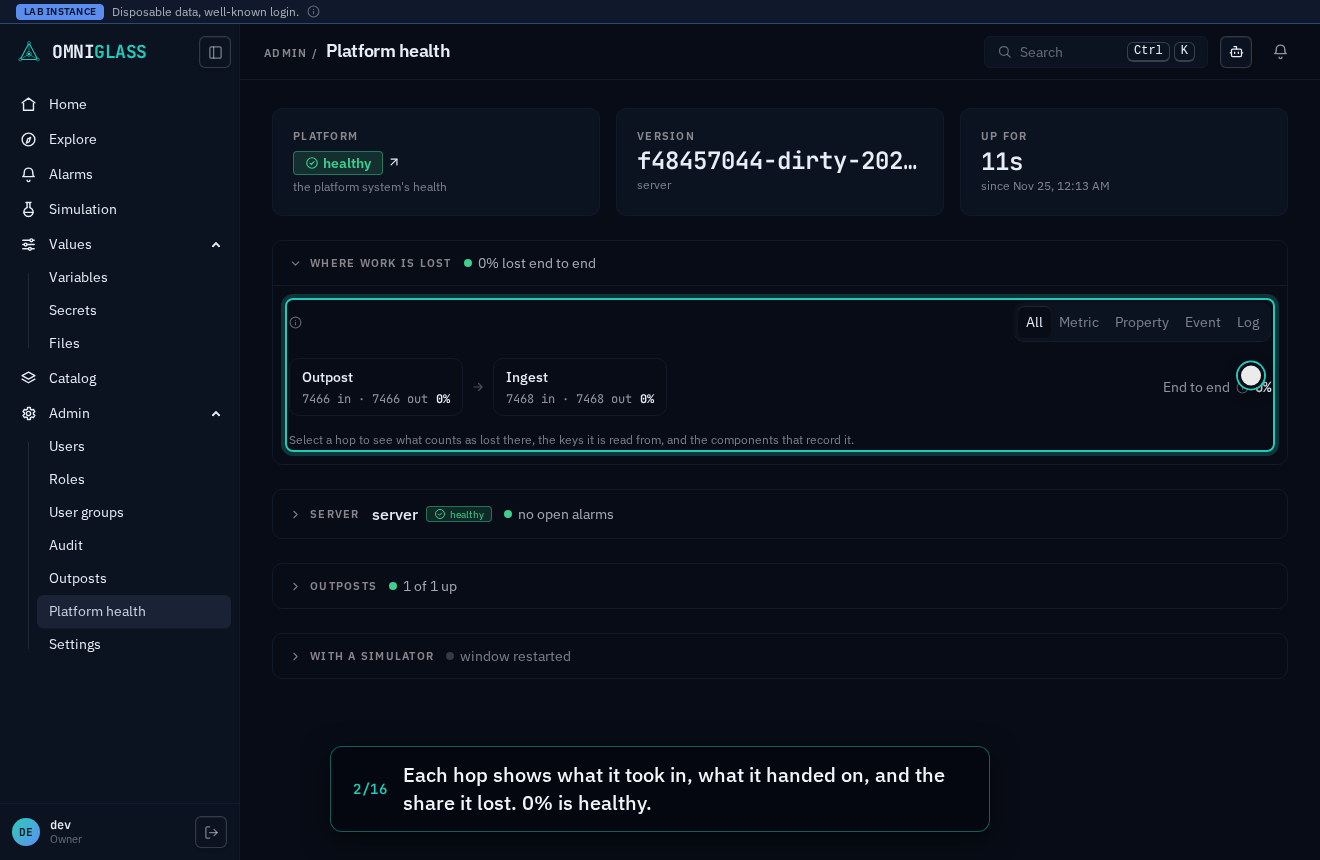 LAB INSTANCE Disposable data, well-known login.
OMNIGLASS
ADMIN / Platform health
Search Ctrl K
Home
Explore
Alarms
Simulation
Values
Variables
Secrets
Files
Catalog
Admin
Users
Roles
User groups
Audit
Outposts
Platform health
Settings
DE dev
Owner
PLATFORM
healthy
the platform system's health
VERSION
f48457044-dirty-202…
server
UP FOR
11s
since Nov 25, 12:13 AM
WHERE WORK IS LOST 0% lost end to end
All Metric Property Event Log
Outpost
7466 in · 7466 out 0%
Ingest
7468 in · 7468 out 0%
End to end
Select a hop to see what counts as lost there, the keys it is read from, and the components that record it.
SERVER server healthy no open alarms
OUTPOSTS 1 of 1 up
WITH A SIMULATOR window restarted
2/16 Each hop shows what it took in, what it handed on, and the
share it lost. 0% is healthy.